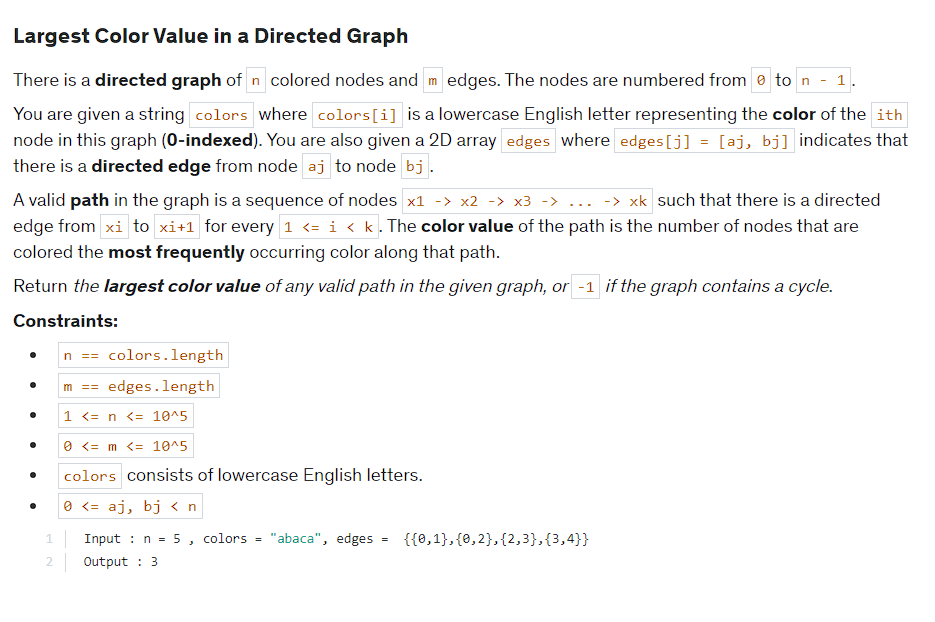 Largest Color Value in a Directed Graph
There is a directed graph of n colored nodes and m edges. The nodes are numbered from 0 to n - 1.
You are given a string colors where colors[i] is a lowercase English letter representing the color of the ith
node in this graph (0-indexed). You are also given a 2D array edges where edges[j] = [aj, bj] indicates that
there is a directed edge from node aj to node bj.
A valid path in the graph is a sequence of nodes x1 -> x2 -> x3 -> ... -> xk such that there is a directed
edge from xi to xi+1 for every 1 <= i < k. The color value of the path is the number of nodes that are
colored the most frequently occurring color along that path.
Return the largest color value of any valid path in the given graph, or -1 if the graph contains a cycle.
Constraints:
• n == colors.length
• m == edges.length
• 1 <= n <= 10^5
• 0 <= m <= 10^5
• colors consists of lowercase English letters.
• 0 <= aj, bj < n
1 Input : n = 5 , colors = "abaca", edges = {{0,1},{0,2},{2,3},{3,4}}
2 Output : 3